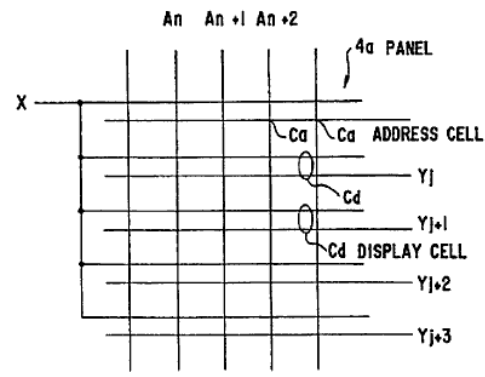 An An +1 An +2
4a PANEL
X
Ca Ca ADDRESS CELL
Yj
Cd
Yj+1
Cd DISPLAY CELL
Yj+2
Yj+3